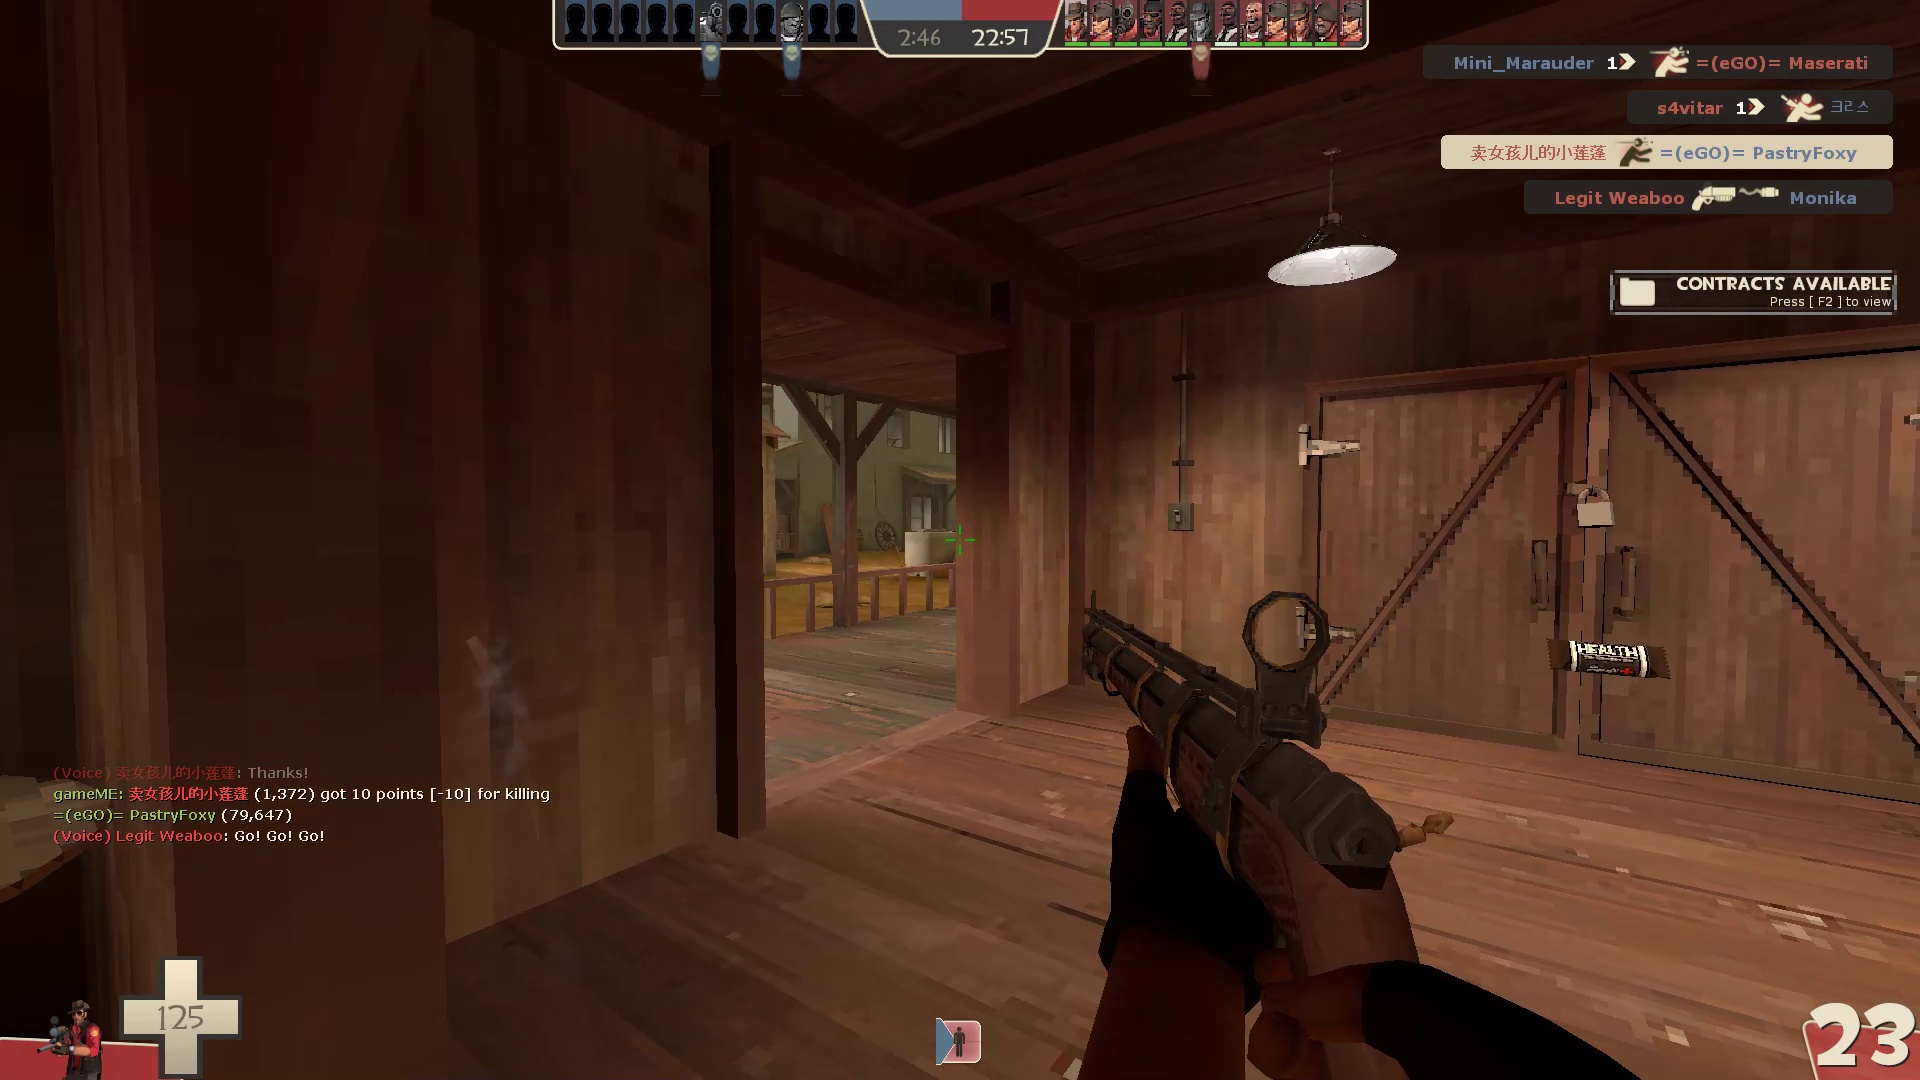 2:46 22:57
Mini_Marauder 1 =(eGO)= Maserati
s4vitar 1 크리스
卖女孩儿的小莲蓬 =(eGO)= PastryFoxy
Legit Weaboo Monika
CONTRACTS AVAILABLE
Press [ F2 ] to view
HEALTH
(Voice) 卖女孩儿的小莲蓬: Thanks!
gameME: 卖女孩儿的小莲蓬 (1,372) got 10 points [-10] for killing
=(eGO)= PastryFoxy (79,647)
(Voice) Legit Weaboo: Go! Go! Go!
125
23